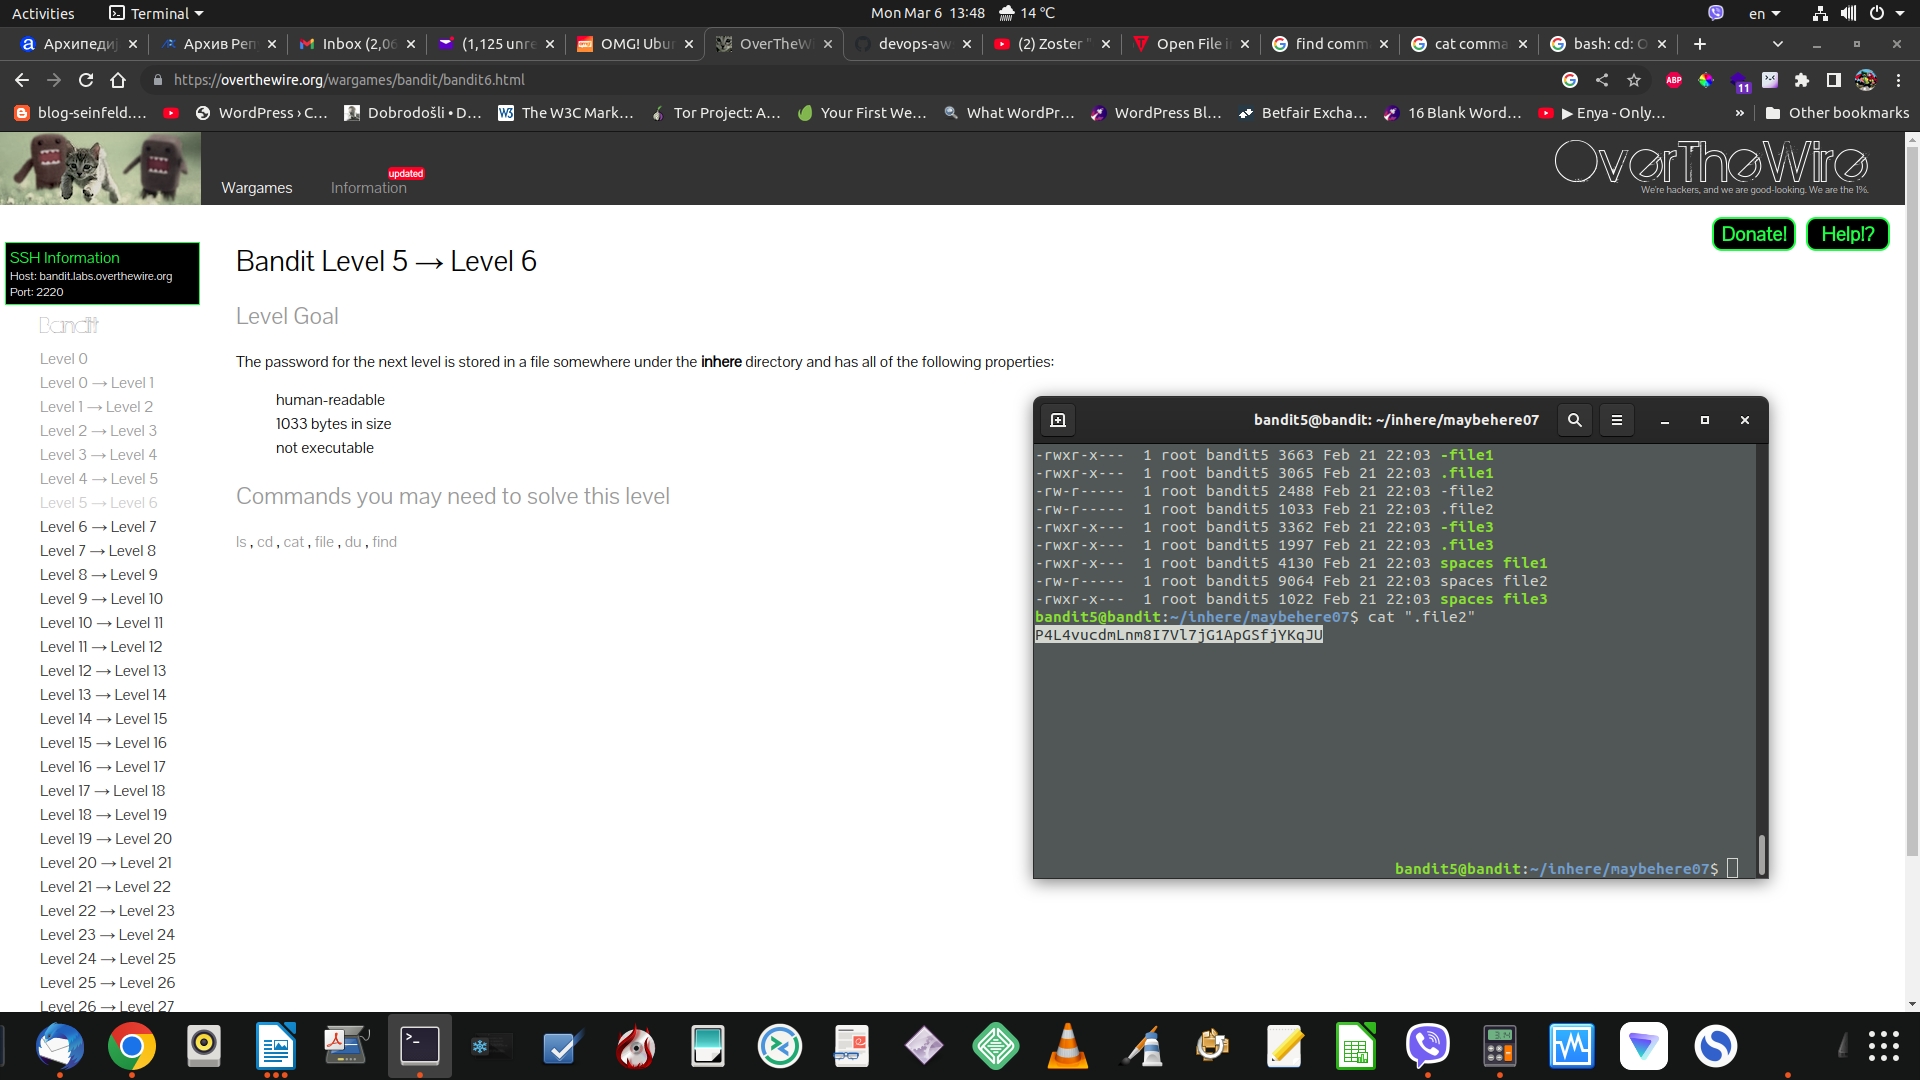 Activities
Terminal
Mon Mar 6 13:48
14 °C
en
Архипедиј
Архив Реп
Inbox (2,06
(1,125 unre
OMG! Ubun
OverTheWi
devops-aw
(2) Zoster
Open File i
find comm
cat comma
bash: cd: O
https://overthewire.org/wargames/bandit/bandit6.html
ABP
11
blog-seinfeld....
WordPress › C...
Dobrodošli • D...
The W3C Mark...
Tor Project: A...
Your First We...
What WordPr...
WordPress Bl...
Betfair Excha...
16 Blank Word...
▶ Enya - Only...
»
Other bookmarks
Wargames
Information
updated
OverTheWire
We're hackers, and we are good-looking. We are the 1%.
Donate!
Help!?
SSH Information
Host: bandit.labs.overthewire.org
Port: 2220
Bandit
Level 0
Level 0 → Level 1
Level 1 → Level 2
Level 2 → Level 3
Level 3 → Level 4
Level 4 → Level 5
Level 5 → Level 6
Level 6 → Level 7
Level 7 → Level 8
Level 8 → Level 9
Level 9 → Level 10
Level 10 → Level 11
Level 11 → Level 12
Level 12 → Level 13
Level 13 → Level 14
Level 14 → Level 15
Level 15 → Level 16
Level 16 → Level 17
Level 17 → Level 18
Level 18 → Level 19
Level 19 → Level 20
Level 20 → Level 21
Level 21 → Level 22
Level 22 → Level 23
Level 23 → Level 24
Level 24 → Level 25
Level 25 → Level 26
Level 26 → Level 27
Bandit Level 5 → Level 6
Level Goal
The password for the next level is stored in a file somewhere under the inhere directory and has all of the following properties:
human-readable
1033 bytes in size
not executable
Commands you may need to solve this level
ls , cd , cat , file , du , find
bandit5@bandit: ~/inhere/maybehere07
-rwxr-x--- 1 root bandit5 3663 Feb 21 22:03 -file1
-rwxr-x--- 1 root bandit5 3065 Feb 21 22:03 .file1
-rw-r----- 1 root bandit5 2488 Feb 21 22:03 -file2
-rw-r----- 1 root bandit5 1033 Feb 21 22:03 .file2
-rwxr-x--- 1 root bandit5 3362 Feb 21 22:03 -file3
-rwxr-x--- 1 root bandit5 1997 Feb 21 22:03 .file3
-rwxr-x--- 1 root bandit5 4130 Feb 21 22:03 spaces file1
-rw-r----- 1 root bandit5 9064 Feb 21 22:03 spaces file2
-rwxr-x--- 1 root bandit5 1022 Feb 21 22:03 spaces file3
bandit5@bandit:~/inhere/maybehere07$ cat ".file2"
P4L4vucdmLnm8I7Vl7jG1ApGSfjYKqJU
bandit5@bandit:~/inhere/maybehere07$